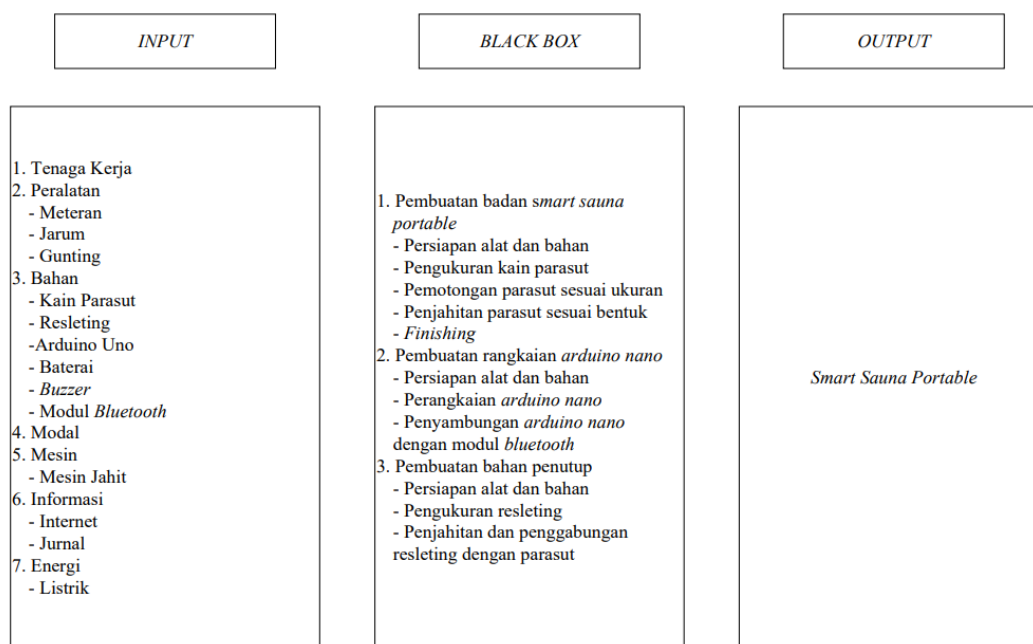 INPUT
BLACK BOX
OUTPUT
1. Tenaga Kerja
2. Peralatan
- Meteran
- Jarum
- Gunting
3. Bahan
- Kain Parasut
- Resleting
-Arduino Uno
- Baterai
- Buzzer
- Modul Bluetooth
4. Modal
5. Mesin
- Mesin Jahit
6. Informasi
- Internet
- Jurnal
7. Energi
- Listrik
1. Pembuatan badan smart sauna
portable
- Persiapan alat dan bahan
- Pengukuran kain parasut
- Pemotongan parasut sesuai ukuran
- Penjahitan parasut sesuai bentuk
- Finishing
2. Pembuatan rangkaian arduino nano
- Persiapan alat dan bahan
- Perangkaian arduino nano
- Penyambungan arduino nano
dengan modul bluetooth
3. Pembuatan bahan penutup
- Persiapan alat dan bahan
- Pengukuran resleting
- Penjahitan dan penggabungan
resleting dengan parasut
Smart Sauna Portable